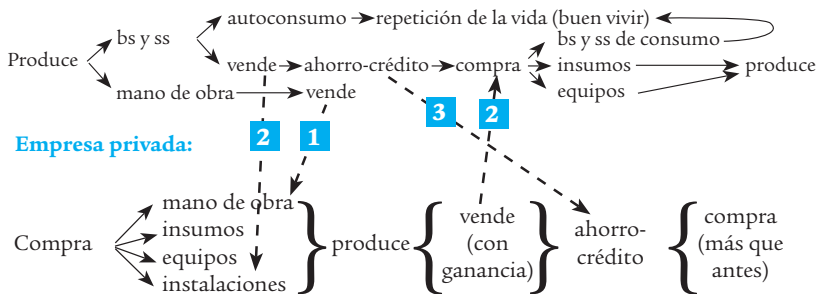 autoconsumo repetición de la vida (buen vivir)
bs y ss bs y ss de consumo
Produce vende ahorro-crédito compra insumos produce
mano de obra vende equipos
3 2
Empresa privada: 2 1
mano de obra
insumos vende compra
Compra produce (con ahorro- (más que
equipos ganancia) crédito antes)
instalaciones